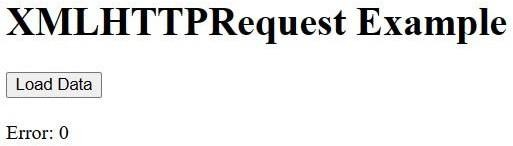 XMLHTTPRequest Example
Load Data
Error: 0